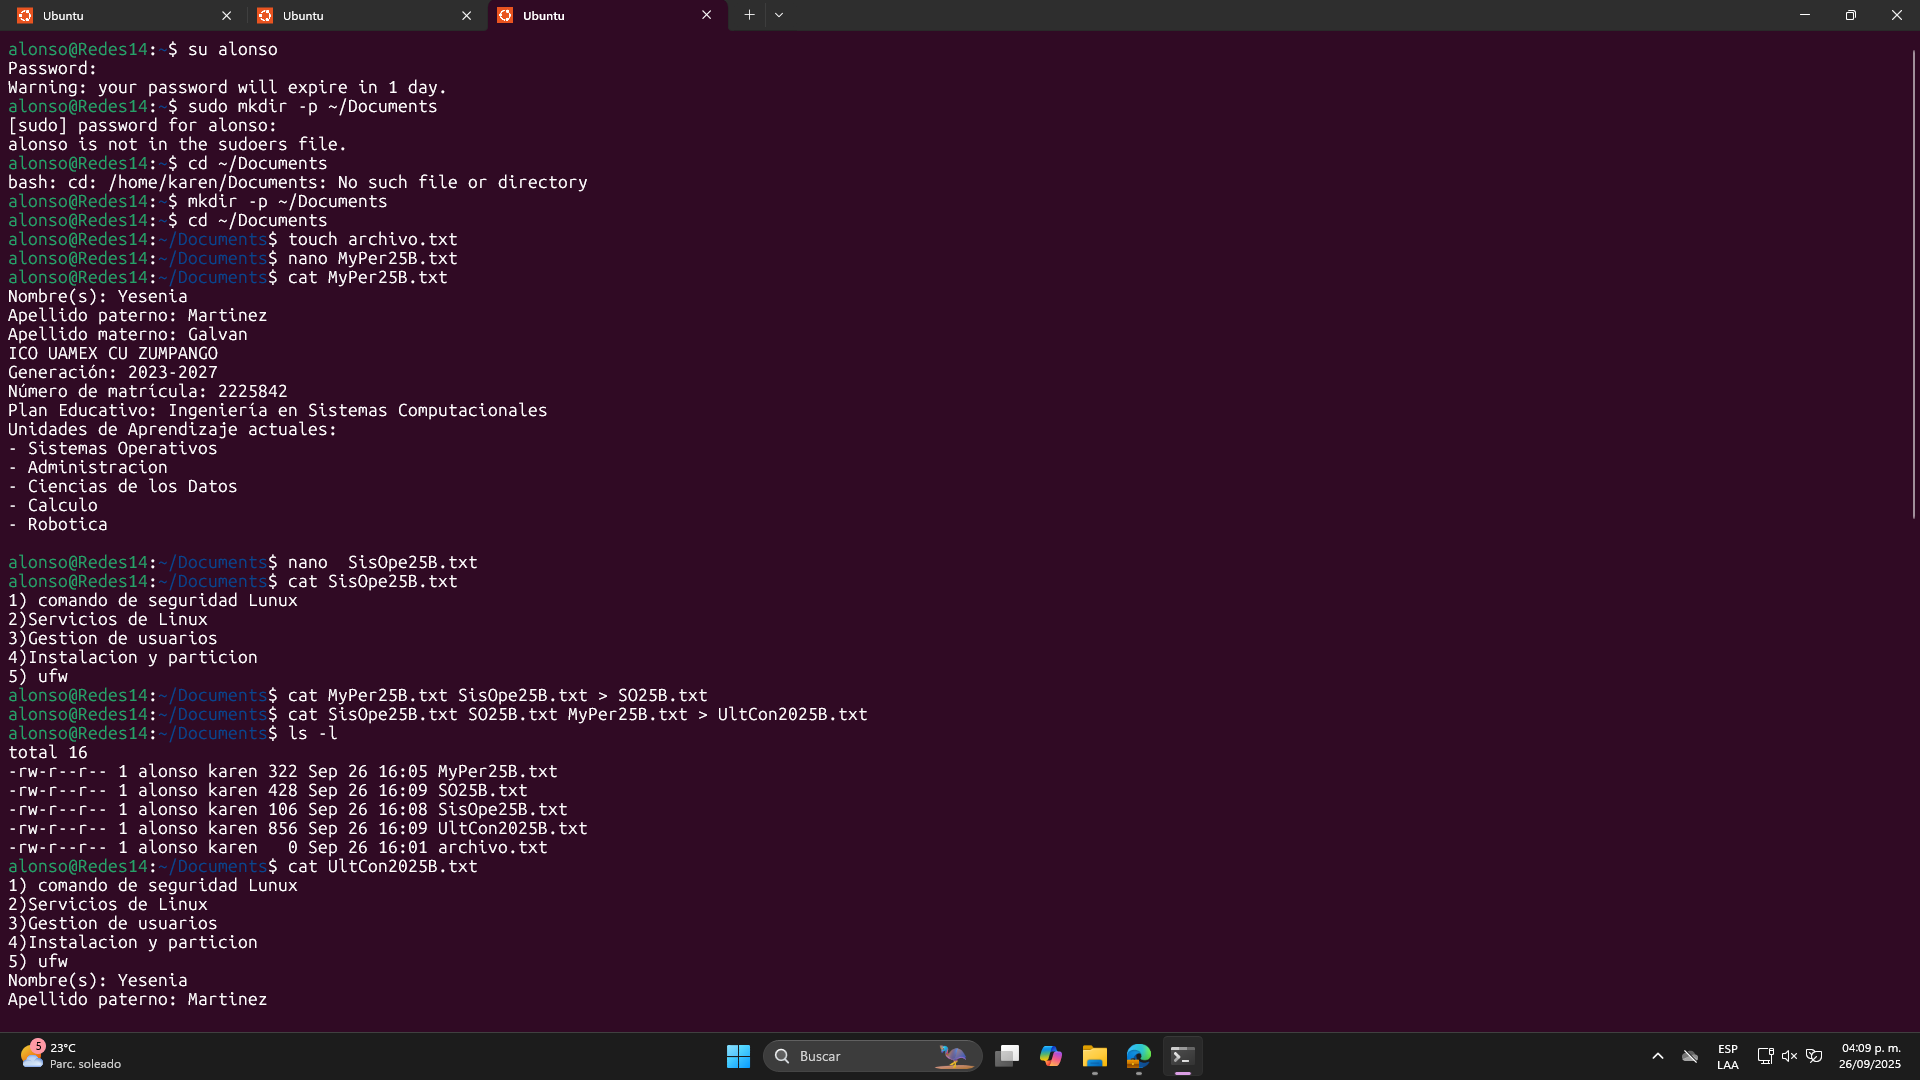 Ubuntu
Ubuntu
Ubuntu
alonso@Redes14:~$ su alonso
Password:
Warning: your password will expire in 1 day.
alonso@Redes14:~$ sudo mkdir -p ~/Documents
[sudo] password for alonso:
alonso is not in the sudoers file.
alonso@Redes14:~$ cd ~/Documents
bash: cd: /home/karen/Documents: No such file or directory
alonso@Redes14:~$ mkdir -p ~/Documents
alonso@Redes14:~$ cd ~/Documents
alonso@Redes14:~/Documents$ touch archivo.txt
alonso@Redes14:~/Documents$ nano MyPer25B.txt
alonso@Redes14:~/Documents$ cat MyPer25B.txt
Nombre(s): Yesenia
Apellido paterno: Martinez
Apellido materno: Galvan
ICO UAMEX CU ZUMPANGO
Generación: 2023-2027
Número de matrícula: 2225842
Plan Educativo: Ingeniería en Sistemas Computacionales
Unidades de Aprendizaje actuales:
- Sistemas Operativos
- Administracion
- Ciencias de los Datos
- Calculo
- Robotica
alonso@Redes14:~/Documents$ nano  SisOpe25B.txt
alonso@Redes14:~/Documents$ cat SisOpe25B.txt
1) comando de seguridad Lunux
2)Servicios de Linux
3)Gestion de usuarios
4)Instalacion y particion
5) ufw
alonso@Redes14:~/Documents$ cat MyPer25B.txt SisOpe25B.txt > SO25B.txt
alonso@Redes14:~/Documents$ cat SisOpe25B.txt SO25B.txt MyPer25B.txt > UltCon2025B.txt
alonso@Redes14:~/Documents$ ls -l
total 16
-rw-r--r-- 1 alonso karen 322 Sep 26 16:05 MyPer25B.txt
-rw-r--r-- 1 alonso karen 428 Sep 26 16:09 SO25B.txt
-rw-r--r-- 1 alonso karen 106 Sep 26 16:08 SisOpe25B.txt
-rw-r--r-- 1 alonso karen 856 Sep 26 16:09 UltCon2025B.txt
-rw-r--r-- 1 alonso karen   0 Sep 26 16:01 archivo.txt
alonso@Redes14:~/Documents$ cat UltCon2025B.txt
1) comando de seguridad Lunux
2)Servicios de Linux
3)Gestion de usuarios
4)Instalacion y particion
5) ufw
Nombre(s): Yesenia
Apellido paterno: Martinez
5
23°C
Parc. soleado
Buscar
ESP
LAA
04:09 p. m.
26/09/2025